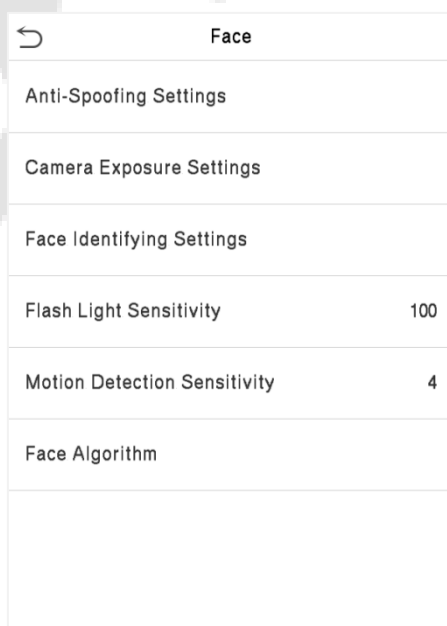 Face
Anti-Spoofing Settings
Camera Exposure Settings
Face Identifying Settings
Flash Light Sensitivity 100
Motion Detection Sensitivity 4
Face Algorithm